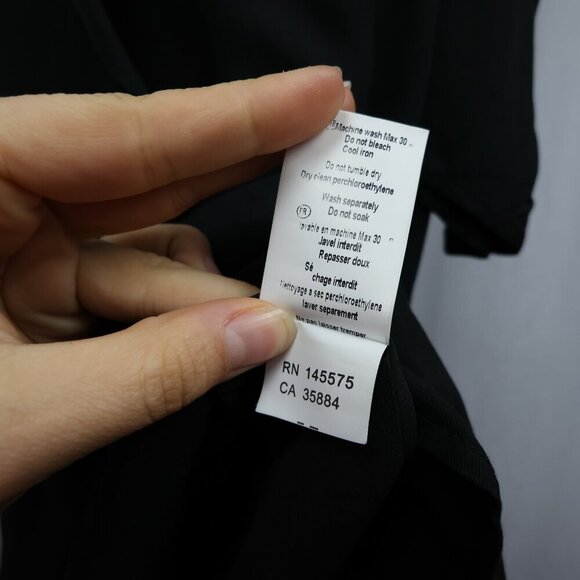 Machine wash Max 30
Do not bleach
Cool iron
Do not tumble dry
Dry clean perchloroethylene
Wash separately
Do not soak
FR
lavable en machine Max 30
Javel interdit
Repasser doux
Sé
chage interdit
Nettoyage a sec perchloroethylene
laver separement
Ne pas laisser tremper
RN 145575
CA 35884